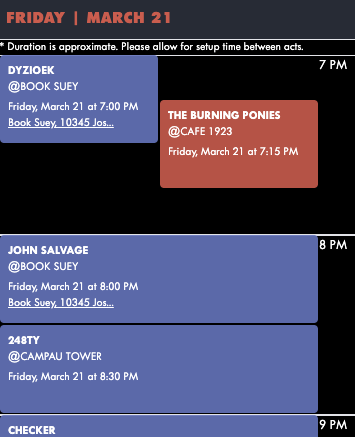 FRIDAY | MARCH 21
* Duration is approximate. Please allow for setup time between acts.
7 PM
DYZIOEK
@BOOK SUEY
Friday, March 21 at 7:00 PM
Book Suey, 10345 Jos...
THE BURNING PONIES
@CAFE 1923
Friday, March 21 at 7:15 PM
8 PM
JOHN SALVAGE
@BOOK SUEY
Friday, March 21 at 8:00 PM
Book Suey, 10345 Jos...
248TY
@CAMPAU TOWER
Friday, March 21 at 8:30 PM
9 PM
CHECKER